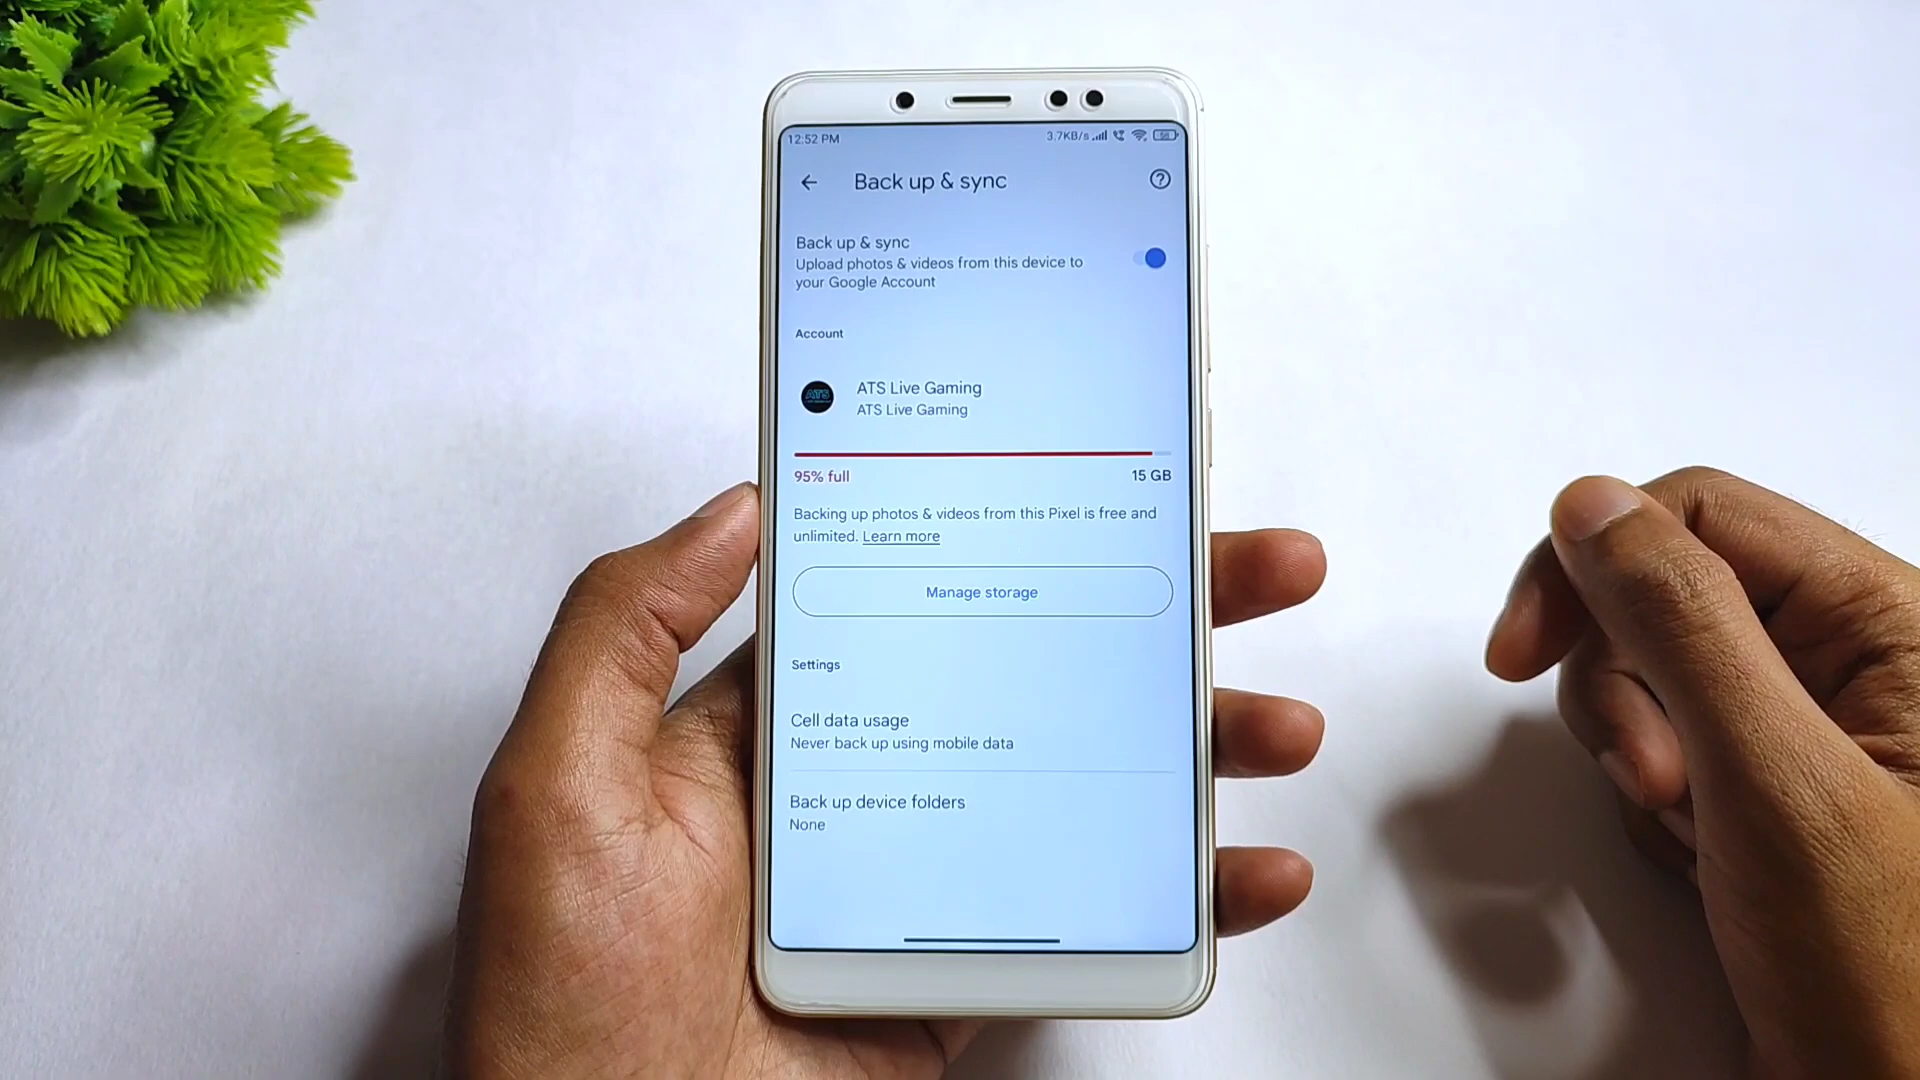 12:52 PM
3.7KB/s
Back up & sync
Back up & sync
Upload photos & videos from this device to
your Google Account
Account
ATS
ATS Live Gaming
ATS Live Gaming
95% full
15 GB
Backing up photos & videos from this Pixel is free and
unlimited. Learn more
Manage storage
Settings
Cell data usage
Never back up using mobile data
Back up device folders
None